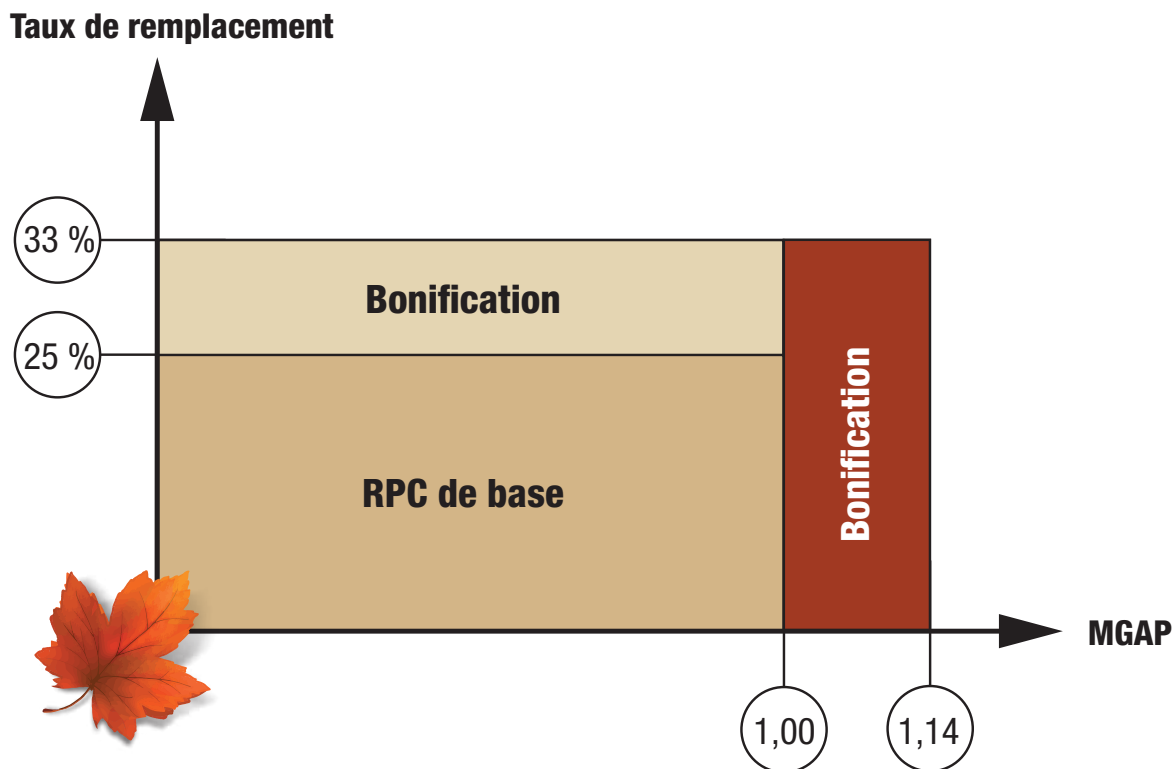 Taux de remplacement
33 %
Bonification
25 %
RPC de base
Bonification
MGAP
1,00
1,14